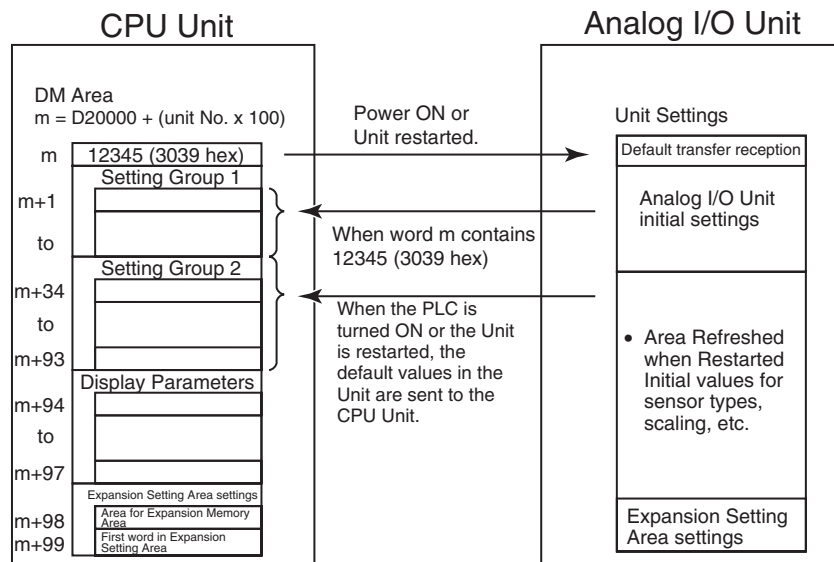 CPU Unit
Analog I/O Unit
DM Area
m = D20000 + (unit No. x 100)
Power ON or
Unit restarted.
Unit Settings
m
12345 (3039 hex)
Default transfer reception
Setting Group 1
m+1
to
Analog I/O Unit
initial settings
When word m contains
12345 (3039 hex)
Setting Group 2
m+34
to
m+93
When the PLC is
turned ON or the Unit
is restarted, the
default values in the
Unit are sent to the
CPU Unit.
• Area Refreshed
when Restarted
Initial values for
sensor types,
scaling, etc.
Display Parameters
m+94
to
m+97
Expansion Setting Area settings
m+98
Area for Expansion Memory
Area
m+99
First word in Expansion
Setting Area
Expansion Setting
Area settings